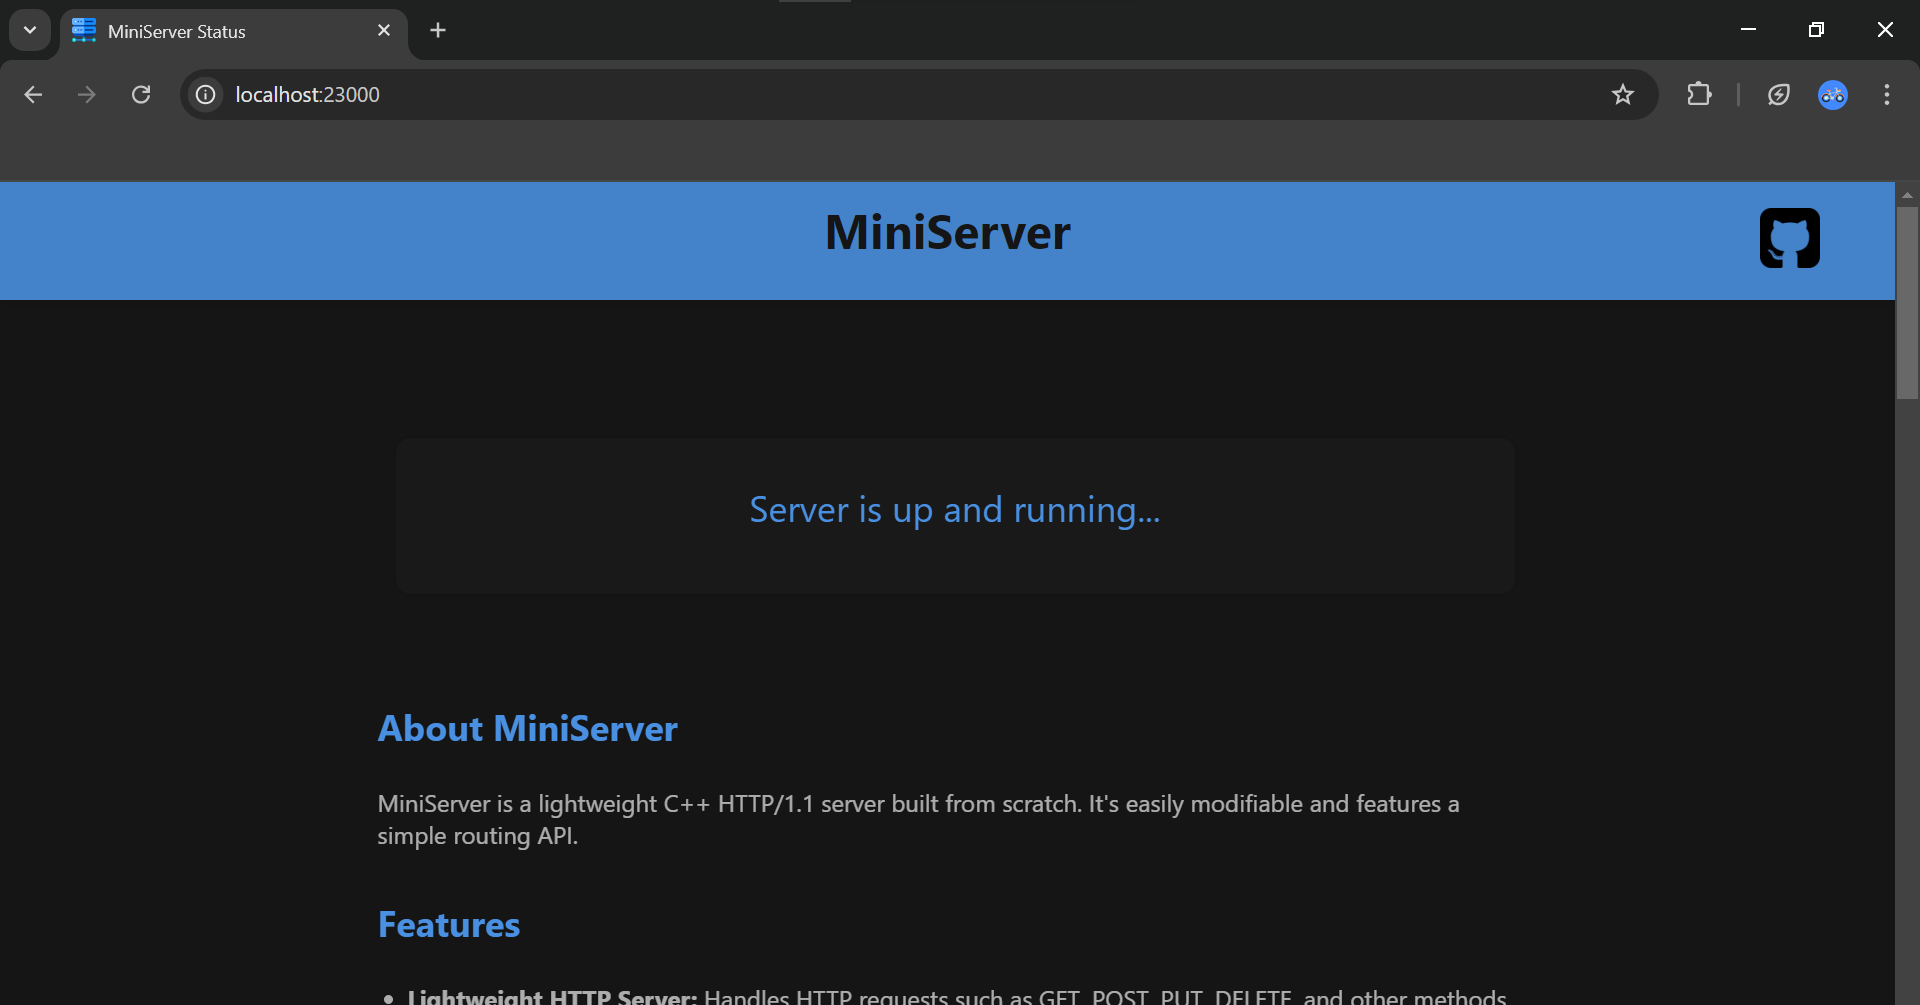 MiniServer Status
localhost:23000
MiniServer
Server is up and running...
About MiniServer
MiniServer is a lightweight C++ HTTP/1.1 server built from scratch. It's easily modifiable and features a
simple routing API.
Features
• Lightweight HTTP Server: Handles HTTP requests such as GET, POST, PUT, DELETE, and other methods